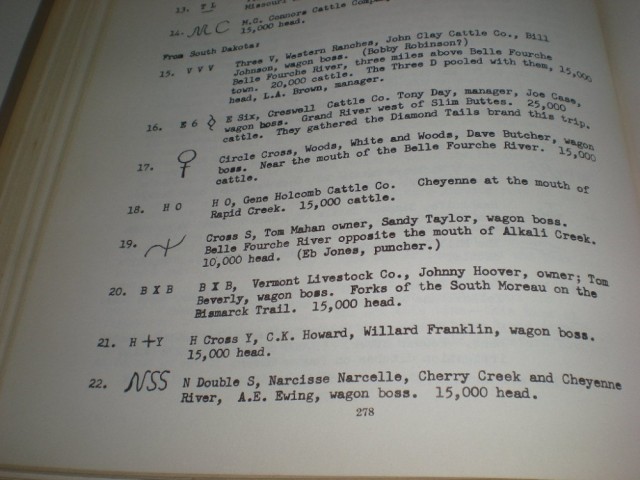 13. T L Missouri
14. M C M.C. Connors Cattle Company
15,000 head.
From South Dakota:
15. V V V Three V, Western Ranches, John Clay Cattle Co., Bill
Johnson, wagon boss. (Bobby Robinson?)
Belle Fourche River, three miles above Belle Fourche
town. 20,000 cattle. The Three D pooled with them, 15,000
head, L.A. Brown, manager.
16. E 6 E Six, Creswell Cattle Co. Tony Day, manager, Joe Case,
wagon boss. Grand River west of Slim Buttes. 25,000
cattle. They gathered the Diamond Tails brand this trip.
17. Circle Cross, Woods, White and Woods, Dave Butcher, wagon
boss. Near the mouth of the Belle Fourche River. 15,000
cattle.
18. H O H O, Gene Holcomb Cattle Co. Cheyenne at the mouth of
Rapid Creek. 15,000 cattle.
19. Cross S, Tom Mahan owner, Sandy Taylor, wagon boss.
Belle Fourche River opposite the mouth of Alkali Creek.
10,000 head. (Eb Jones, puncher.)
20. B X B B X B, Vermont Livestock Co., Johnny Hoover, owner; Tom
Beverly, wagon boss. Forks of the South Moreau on the
Bismarck Trail. 15,000 head.
21. H + Y H Cross Y, C.K. Howard, Willard Franklin, wagon boss.
15,000 head.
22. NSS N Double S, Narcisse Narcelle, Cherry Creek and Cheyenne
River, A.E. Ewing, wagon boss. 15,000 head.
278